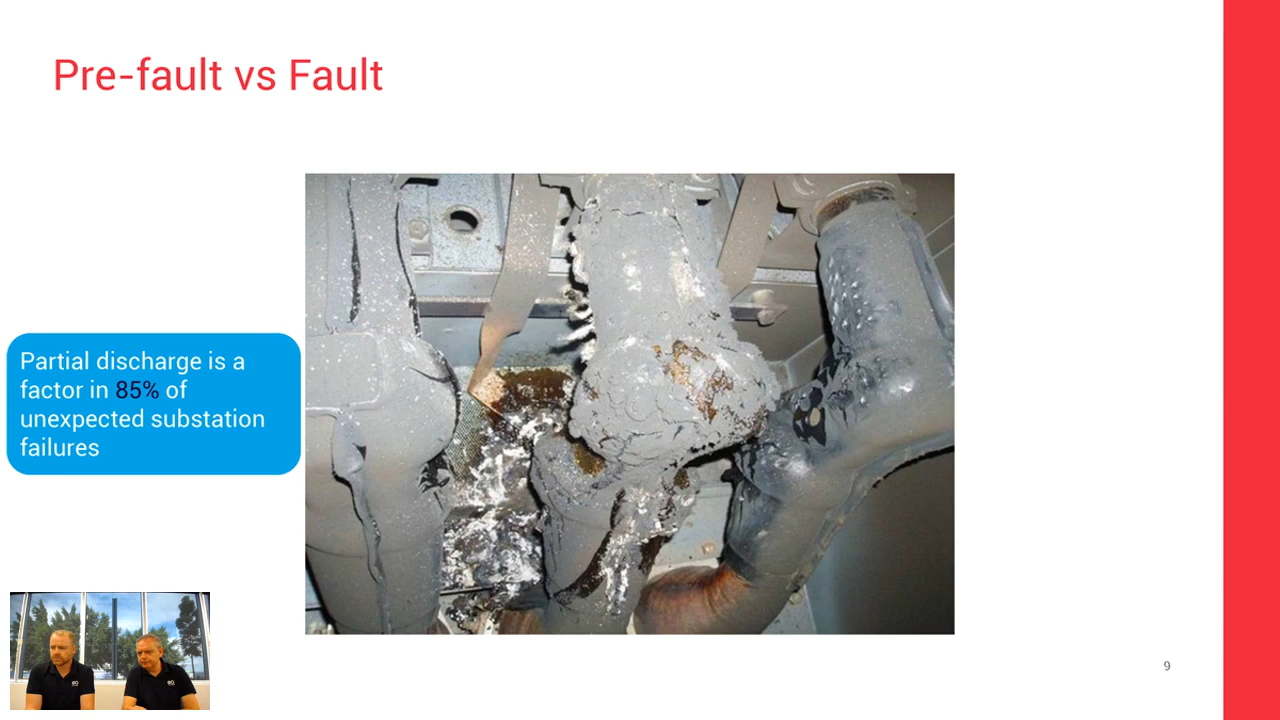 Pre-fault vs Fault
Partial discharge is a
factor in 85% of
unexpected substation
failures
9